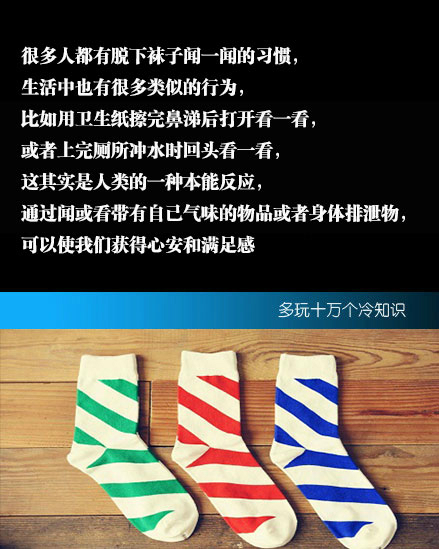 很多人都有脱下袜子闻一闻的习惯，
生活中也有很多类似的行为，
比如用卫生纸擦完鼻涕后打开看一看，
或者上完厕所冲水时回头看一看，
这其实是人类的一种本能反应，
通过闻或看带有自己气味的物品或者身体排泄物，
可以使我们获得心安和满足感
多玩十万个冷知识